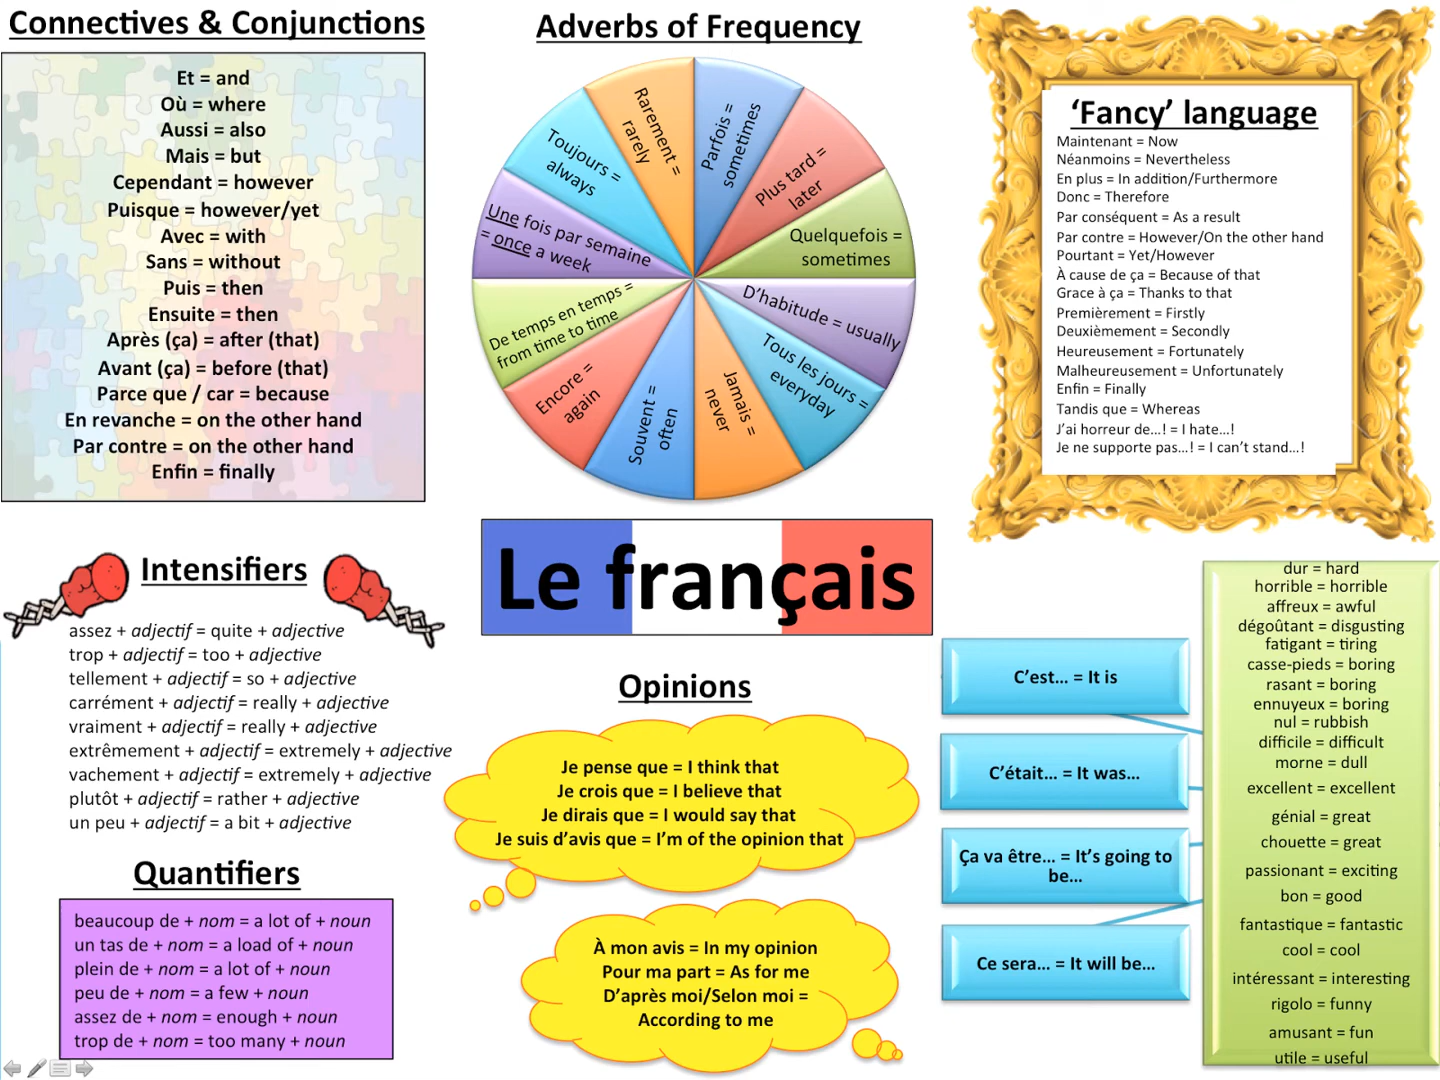 Connectives & Conjunctions
Et = and
Où = where
Aussi = also
Mais = but
Cependant = however
Puisque = however/yet
Avec = with
Sans = without
Puis = then
Ensuite = then
Après (ça) = after (that)
Avant (ça) = before (that)
Parce que / car = because
En revanche = on the other hand
Par contre = on the other hand
Enfin = finally
Adverbs of Frequency
Parfois =
sometimes
Plus tard =
later
Quelquefois =
sometimes
D'habitude = usually
Tous les jours =
everyday
Jamais =
never
Souvent =
often
Encore =
again
De temps en temps =
from time to time
Une fois par semaine
= once a week
Toujours =
always
Rarement =
rarely
‘Fancy’ language
Maintenant = Now
Néanmoins = Nevertheless
En plus = In addition/Furthermore
Donc = Therefore
Par conséquent = As a result
Par contre = However/On the other hand
Pourtant = Yet/However
À cause de ça = Because of that
Grace à ça = Thanks to that
Premièrement = Firstly
Deuxièmement = Secondly
Heureusement = Fortunately
Malheureusement = Unfortunately
Enfin = Finally
Tandis que = Whereas
J'ai horreur de...! = I hate...!
Je ne supporte pas...! = I can't stand...!
Le français
Intensifiers
assez + adjectif = quite + adjective
trop + adjectif = too + adjective
tellement + adjectif = so + adjective
carrément + adjectif = really + adjective
vraiment + adjectif = really + adjective
extrêmement + adjectif = extremely + adjective
vachement + adjectif = extremely + adjective
plutôt + adjectif = rather + adjective
un peu + adjectif = a bit + adjective
Quantifiers
beaucoup de + nom = a lot of + noun
un tas de + nom = a load of + noun
plein de + nom = a lot of + noun
peu de + nom = a few + noun
assez de + nom = enough + noun
trop de + nom = too many + noun
Opinions
Je pense que = I think that
Je crois que = I believe that
Je dirais que = I would say that
Je suis d'avis que = I'm of the opinion that
À mon avis = In my opinion
Pour ma part = As for me
D'après moi/Selon moi =
According to me
C'est... = It is
C'était... = It was...
Ça va être... = It's going to
be...
Ce sera... = It will be...
dur = hard
horrible = horrible
affreux = awful
dégoûtant = disgusting
fatigant = tiring
casse-pieds = boring
rasant = boring
ennuyeux = boring
nul = rubbish
difficile = difficult
morne = dull
excellent = excellent
génial = great
chouette = great
passionant = exciting
bon = good
fantastique = fantastic
cool = cool
intéressant = interesting
rigolo = funny
amusant = fun
utile = useful